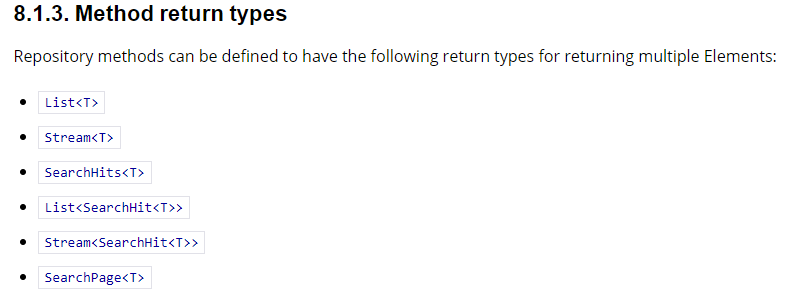 8.1.3. Method return types
Repository methods can be defined to have the following return types for returning multiple Elements:
List<T>
Stream<T>
SearchHits<T>
List<SearchHit<T>>
Stream<SearchHit<T>>
SearchPage<T>